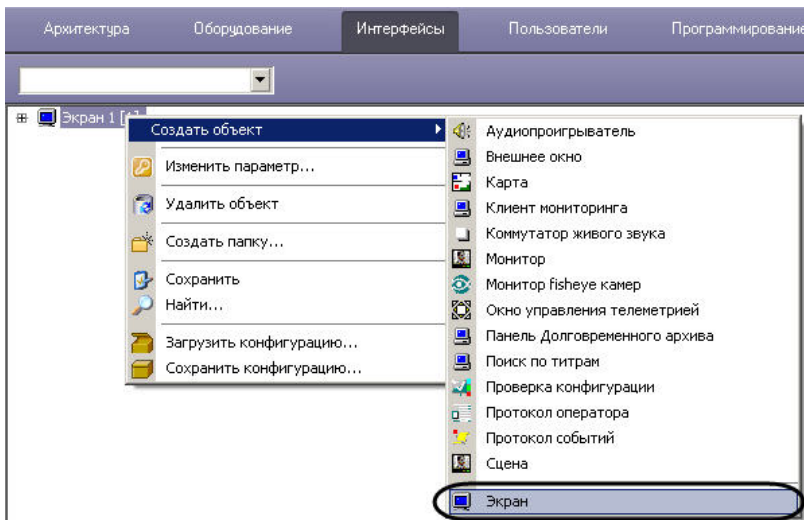 Архитектура Оборудование Интерфейсы Пользователи Программирование
Экран 1 [1]
Создать объект
Изменить параметр...
Удалить объект
Создать папку...
Сохранить
Найти...
Загрузить конфигурацию...
Сохранить конфигурацию...
Аудиопроигрыватель
Внешнее окно
Карта
Клиент мониторинга
Коммутатор живого звука
Монитор
Монитор fisheye камер
Окно управления телеметрией
Панель Долговременного архива
Поиск по титрам
Проверка конфигурации
Протокол оператора
Протокол событий
Сцена
Экран